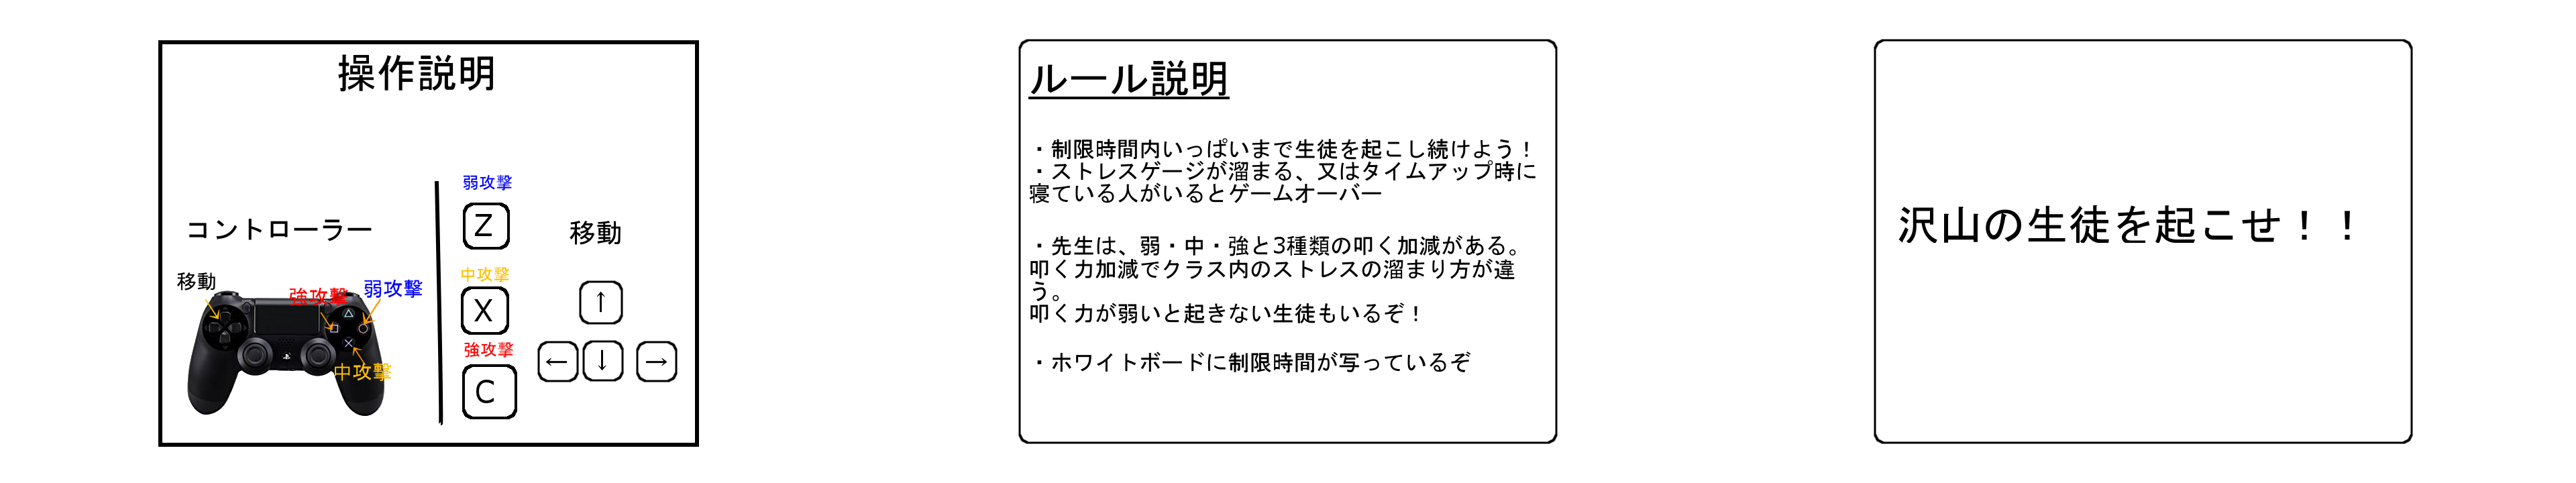 操作説明
弱攻撃
Z
コントローラー
移動
中攻撃
移動
強攻撃
弱攻撃
X
↑
中攻撃
強攻撃
C
←
↓
→
ルール説明
・制限時間内いっぱいまで生徒を起こし続けよう！
・ストレスゲージが溜まる、又はタイムアップ時に
寝ている人がいるとゲームオーバー
・先生は、弱・中・強と3種類の叩く加減がある。
叩く力加減でクラス内のストレスの溜まり方が違
う。
叩く力が弱いと起きない生徒もいるぞ！
・ホワイトボードに制限時間が写っているぞ
沢山の生徒を起こせ！！